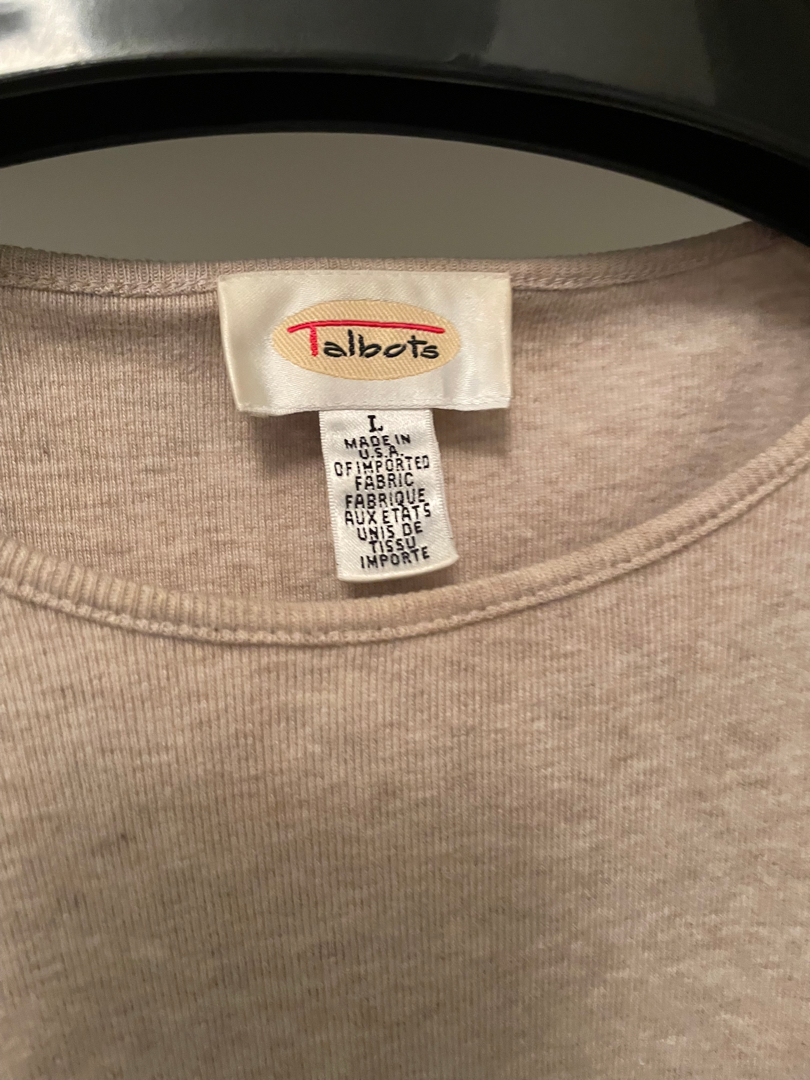 Talbots
L
MADE IN
U.S.A.
OF IMPORTED
FABRIC
FABRIQUE
AUX ETATS
UNIS DE
TISSU
IMPORTE